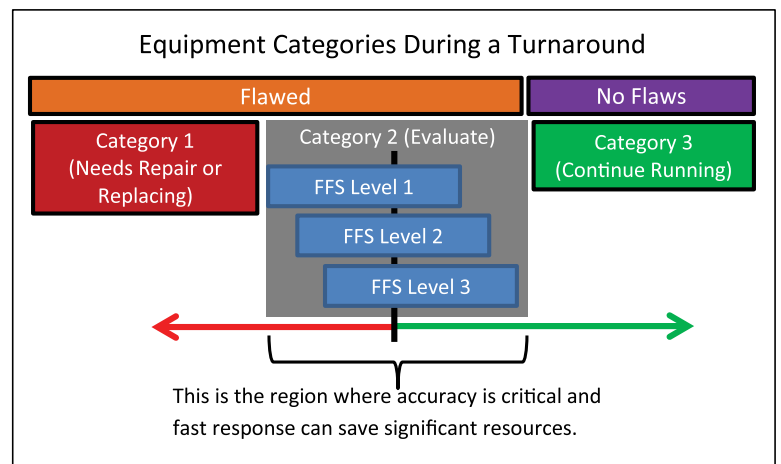 Equipment Categories During a Turnaround
Flawed
No Flaws
Category 1
(Needs Repair or
Replacing)
Category 2 (Evaluate)
Category 3
(Continue Running)
FFS Level 1
FFS Level 2
FFS Level 3
This is the region where accuracy is critical and
fast response can save significant resources.